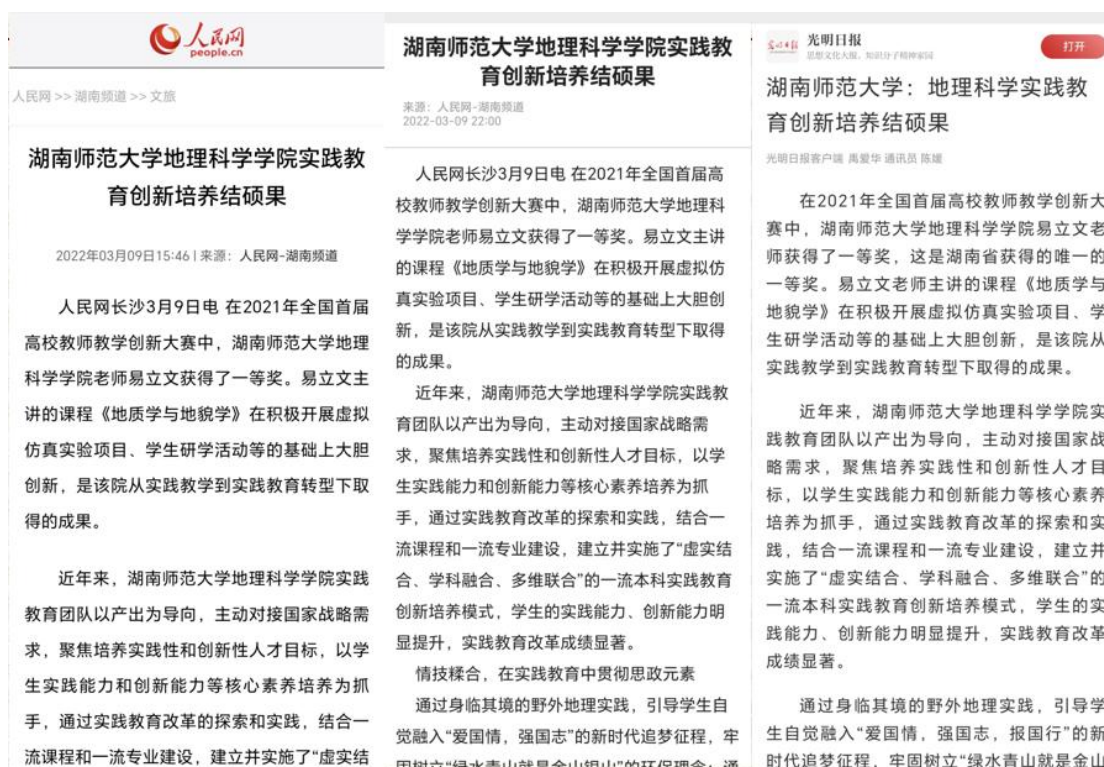 人民网
people.cn
人民网 >> 湖南频道 >> 文旅
湖南师范大学地理科学学院实践教
育创新培养结硕果
2022年03月09日15:46 | 来源：人民网-湖南频道
人民网长沙3月9日电 在2021年全国首届
高校教师教学创新大赛中，湖南师范大学地理
科学学院老师易立文获得了一等奖。易立文主
讲的课程《地质学与地貌学》在积极开展虚拟
仿真实验项目、学生研学活动等的基础上大胆
创新，是该院从实践教学到实践教育转型下取
得的成果。
近年来，湖南师范大学地理科学学院实践
教育团队以产出为导向，主动对接国家战略需
求，聚焦培养实践性和创新性人才目标，以学
生实践能力和创新能力等核心素养培养为抓
手，通过实践教育改革的探索和实践，结合一
流课程和一流专业建设，建立并实施了“虚实结
湖南师范大学地理科学学院实践教
育创新培养结硕果
来源：人民网-湖南频道
2022-03-09 22:00
人民网长沙3月9日电 在2021年全国首届高
校教师教学创新大赛中，湖南师范大学地理科
学学院老师易立文获得了一等奖。易立文主讲
的课程《地质学与地貌学》在积极开展虚拟仿
真实验项目、学生研学活动等的基础上大胆创
新，是该院从实践教学到实践教育转型下取得
的成果。
近年来，湖南师范大学地理科学学院实践教
育团队以产出为导向，主动对接国家战略需
求，聚焦培养实践性和创新性人才目标，以学
生实践能力和创新能力等核心素养培养为抓
手，通过实践教育改革的探索和实践，结合一
流课程和一流专业建设，建立并实施了“虚实结
合、学科融合、多维联合”的一流本科实践教育
创新培养模式，学生的实践能力、创新能力明
显提升，实践教育改革成绩显著。
情技糅合，在实践教育中贯彻思政元素
通过身临其境的野外地理实践，引导学生自
觉融入“爱国情，强国志，报国行”的新时代追梦征程，牢
固树立“绿水青山就是金山银山”的环保理念；通
光明日报
光明日报
思想文化大报，知识分子精神家园
打开
湖南师范大学：地理科学实践教
育创新培养结硕果
光明日报客户端 禹爱华 通讯员 陈媛
在2021年全国首届高校教师教学创新大
赛中，湖南师范大学地理科学学院易立文老
师获得了一等奖，这是湖南省获得的唯一的
一等奖。易立文老师主讲的课程《地质学与
地貌学》在积极开展虚拟仿真实验项目、学
生研学活动等的基础上大胆创新，是该院从
实践教学到实践教育转型下取得的成果。
近年来，湖南师范大学地理科学学院实
践教育团队以产出为导向，主动对接国家战
略需求，聚焦培养实践性和创新性人才目
标，以学生实践能力和创新能力等核心素养
培养为抓手，通过实践教育改革的探索和实
践，结合一流课程和一流专业建设，建立并
实施了“虚实结合、学科融合、多维联合”的
一流本科实践教育创新培养模式，学生的实
践能力、创新能力明显提升，实践教育改革
成绩显著。
通过身临其境的野外地理实践，引导学
生自觉融入“爱国情，强国志，报国行”的新
时代追梦征程，牢固树立“绿水青山就是金山